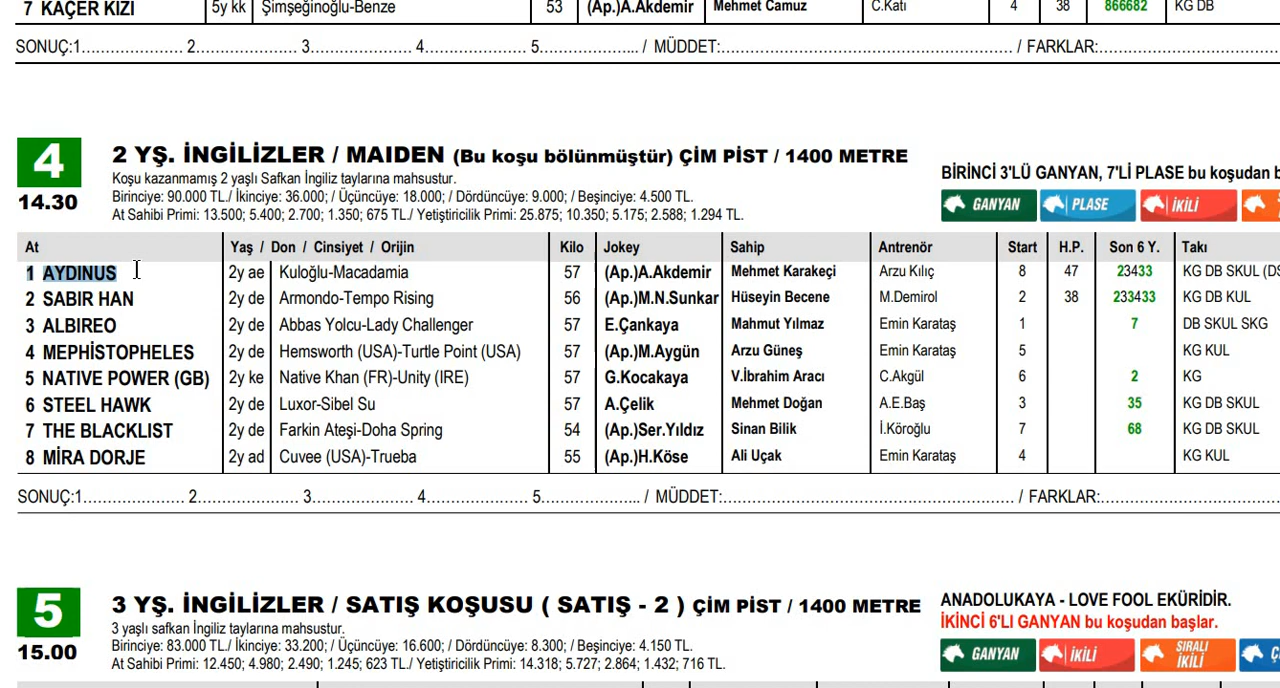 7 KAÇER KIZI 5y kk Şimşeğinoğlu-Benze 53 (Ap.)A.Akdemir Mehmet Camuz C.Katı 4 38 866682 KG DB
SONUÇ:1...................... 2........................ 3...................... 4........................ 5...................... / MÜDDET:.............................................................. / FARKLAR:........................................
4
14.30
2 YŞ. İNGİLİZLER / MAIDEN (Bu koşu bölünmüştür) ÇİM PİST / 1400 METRE
Koşu kazanmamış 2 yaşlı Safkan İngiliz taylarına mahsustur.
Birinciye: 90.000 TL./ İkinciye: 36.000; / Üçüncüye: 18.000; / Dördüncüye: 9.000; / Beşinciye: 4.500 TL.
At Sahibi Primi: 13.500; 5.400; 2.700; 1.350; 675 TL./ Yetiştiricilik Primi: 25.875; 10.350; 5.175; 2.588; 1.294 TL.
BİRİNCİ 3'LÜ GANYAN, 7'Lİ PLASE bu koşudan b
GANYAN PLASE İKİLİ
At Yaş / Don / Cinsiyet / Orijin Kilo Jokey Sahip Antrenör Start H.P. Son 6 Y. Takı
1 AYDINUS 2y ae Kuloğlu-Macadamia 57 (Ap.)A.Akdemir Mehmet Karakeçi Arzu Kılıç 8 47 23433 KG DB SKUL (DS
2 SABIR HAN 2y de Armondo-Tempo Rising 56 (Ap.)M.N.Sunkar Hüseyin Becene M.Demirol 2 38 233433 KG DB KUL
3 ALBIREO 2y de Abbas Yolcu-Lady Challenger 57 E.Çankaya Mahmut Yılmaz Emin Karataş 1 7 DB SKUL SKG
4 MEPHİSTOPHELES 2y de Hemsworth (USA)-Turtle Point (USA) 57 (Ap.)M.Aygün Arzu Güneş Emin Karataş 5 KG KUL
5 NATIVE POWER (GB) 2y ke Native Khan (FR)-Unity (IRE) 57 G.Kocakaya V.İbrahim Aracı C.Akgül 6 2 KG
6 STEEL HAWK 2y de Luxor-Sibel Su 57 A.Çelik Mehmet Doğan A.E.Baş 3 35 KG DB SKUL
7 THE BLACKLIST 2y de Farkin Ateşi-Doha Spring 54 (Ap.)Ser.Yıldız Sinan Bilik İ.Köroğlu 7 68 KG DB SKUL
8 MİRA DORJE 2y ad Cuvee (USA)-Trueba 55 (Ap.)H.Köse Ali Uçak Emin Karataş 4 KG KUL
SONUÇ:1...................... 2........................ 3...................... 4........................ 5...................... / MÜDDET:.............................................................. / FARKLAR:........................................
5
15.00
3 YŞ. İNGİLİZLER / SATIŞ KOŞUSU ( SATIŞ - 2 ) ÇİM PİST / 1400 METRE
3 yaşlı safkan İngiliz taylarına mahsustur.
Birinciye: 83.000 TL./ İkinciye: 33.200; / Üçüncüye: 16.600; / Dördüncüye: 8.300; / Beşinciye: 4.150 TL.
At Sahibi Primi: 12.450; 4.980; 2.490; 1.245; 623 TL./ Yetiştiricilik Primi: 14.318; 5.727; 2.864; 1.432; 716 TL.
ANADOLUKAYA - LOVE FOOL EKÜRİDİR.
İKİNCİ 6'LI GANYAN bu koşudan başlar.
GANYAN İKİLİ SIRALI İKİLİ Ç